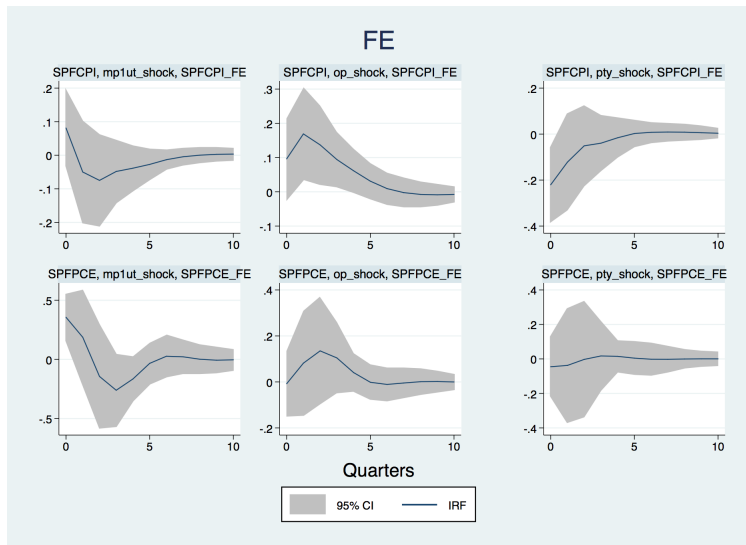 FE
SPFCPI, mp1ut_shock, SPFCPI_FE
SPFCPI, op_shock, SPFCPI_FE
SPFCPI, pty_shock, SPFCPI_FE
.2
.1
0
-.1
-.2
0 5 10
.3
.2
.1
0
-.1
0 5 10
.2
0
-.2
-.4
0 5 10
SPFPCE, mp1ut_shock, SPFPCE_FE
SPFPCE, op_shock, SPFPCE_FE
SPFPCE, pty_shock, SPFPCE_FE
.5
0
-.5
0 5 10
.4
.2
0
-.2
0 5 10
.4
.2
0
-.2
-.4
0 5 10
Quarters
95% CI IRF